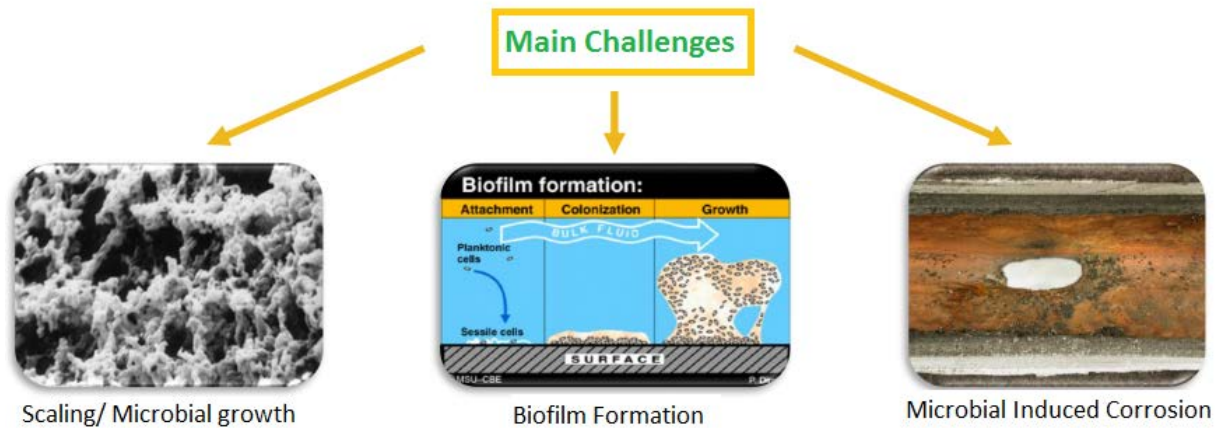 Main Challenges
Biofilm formation:
Attachment Colonization Growth
BULK FLUID
Planktonic
cells
Sessile cells
SURFACE
MSU-CBE P. Dir
Scaling/ Microbial growth
Biofilm Formation
Microbial Induced Corrosion